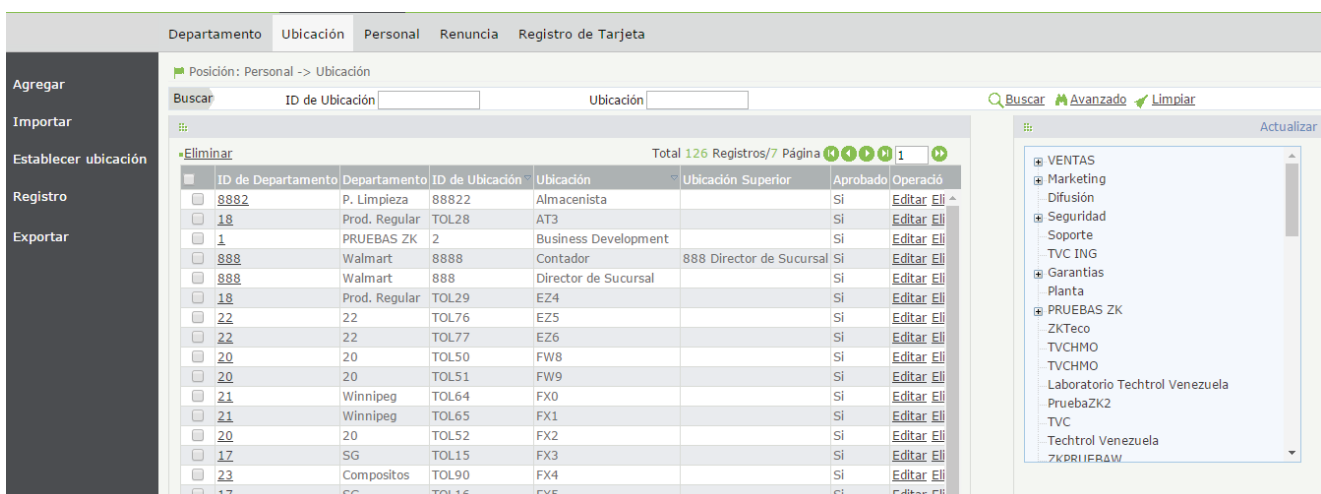 Departamento Ubicación Personal Renuncia Registro de Tarjeta
Agregar
Importar
Establecer ubicación
Registro
Exportar
Posición: Personal -> Ubicación
Buscar ID de Ubicación Ubicación Buscar Avanzado Limpiar
Eliminar Total 126 Registros/7 Página 1
ID de Departamento Departamento ID de Ubicación Ubicación Ubicación Superior Aprobado Operació
8882 P. Limpieza 88822 Almacenista Si Editar Eli
18 Prod. Regular TOL28 AT3 Si Editar Eli
1 PRUEBAS ZK 2 Business Development Si Editar Eli
888 Walmart 8888 Contador 888 Director de Sucursal Si Editar Eli
888 Walmart 888 Director de Sucursal Si Editar Eli
18 Prod. Regular TOL29 EZ4 Si Editar Eli
22 22 TOL76 EZ5 Si Editar Eli
22 22 TOL77 EZ6 Si Editar Eli
20 20 TOL50 FW8 Si Editar Eli
20 20 TOL51 FW9 Si Editar Eli
21 Winnipeg TOL64 FX0 Si Editar Eli
21 Winnipeg TOL65 FX1 Si Editar Eli
20 20 TOL52 FX2 Si Editar Eli
17 SG TOL15 FX3 Si Editar Eli
23 Compositos TOL90 FX4 Si Editar Eli
17 SG TOL16 FX5 Si Editar Eli
Actualizar
VENTAS
Marketing
Difusión
Seguridad
Soporte
TVC ING
Garantias
Planta
PRUEBAS ZK
ZKTeco
TVCHMO
TVCHMO
Laboratorio Techtrol Venezuela
PruebaZK2
TVC
Techtrol Venezuela
ZKPRUEBAW